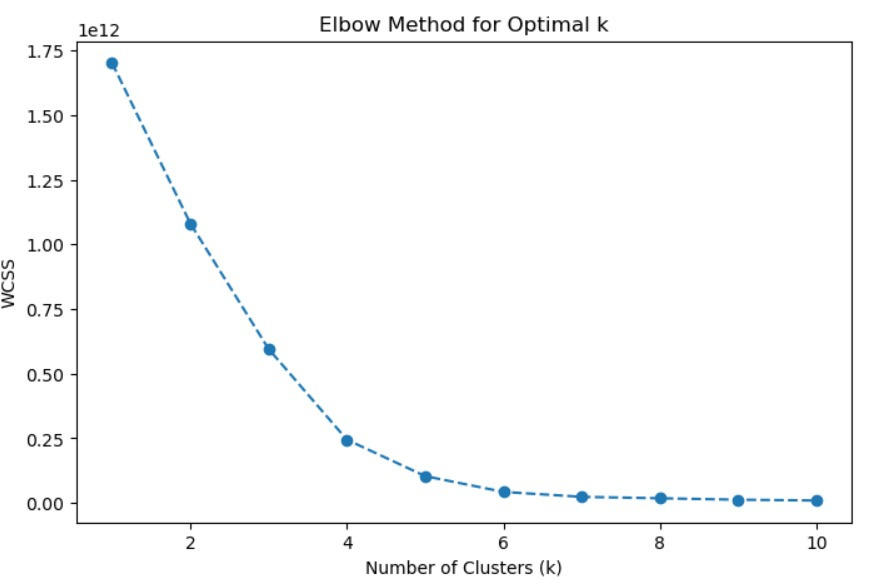 Elbow Method for Optimal k
1e12
1.75
1.50
1.25
1.00
0.75
0.50
0.25
0.00
WCSS
2 4 6 8 10
Number of Clusters (k)